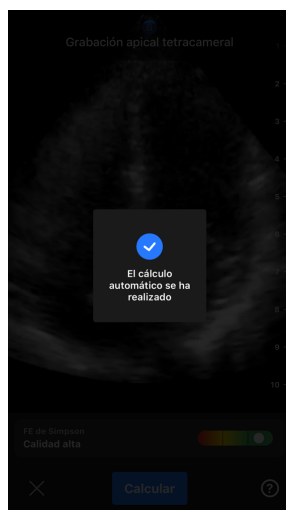 Grabación apical tetracameral
2
3
4
5
6
7
8
9
10
El cálculo
automático se ha
realizado
FE de Simpson
Calidad alta
Calcular
?